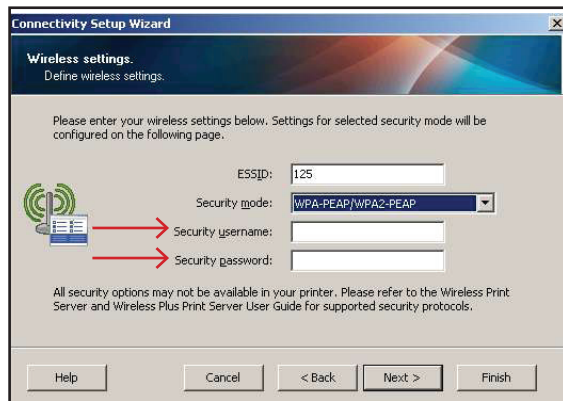 Connectivity Setup Wizard
Wireless settings.
Define wireless settings.
Please enter your wireless settings below. Settings for selected security mode will be
configured on the following page.
ESSID: 125
Security mode: WPA-PEAP/WPA2-PEAP
Security username:
Security password:
All security options may not be available in your printer. Please refer to the Wireless Print
Server and Wireless Plus Print Server User Guide for supported security protocols.
Help Cancel < Back Next > Finish